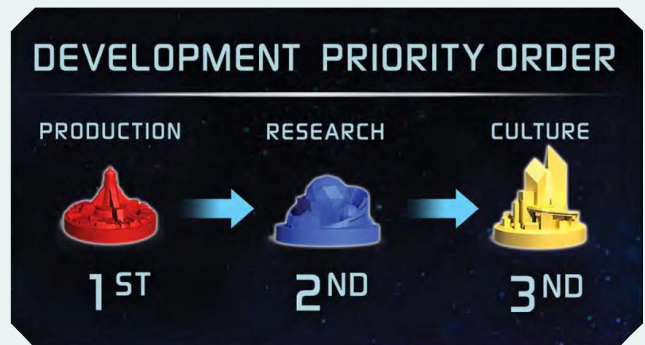 DEVELOPMENT PRIORITY ORDER
PRODUCTION RESEARCH CULTURE
1ST 2ND 3ND